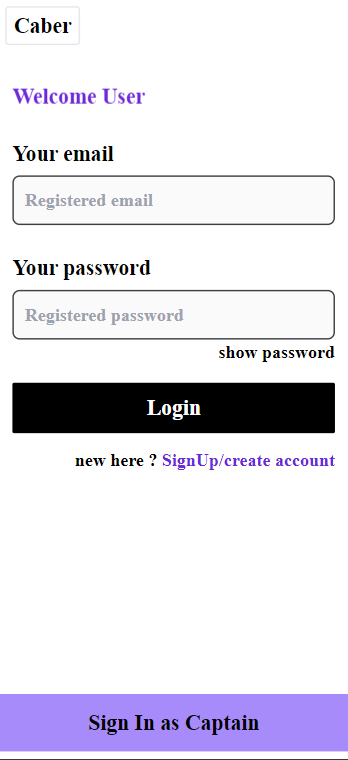 Caber
Welcome User
Your email
Registered email
Your password
Registered password
show password
Login
new here ? SignUp/create account
Sign In as Captain